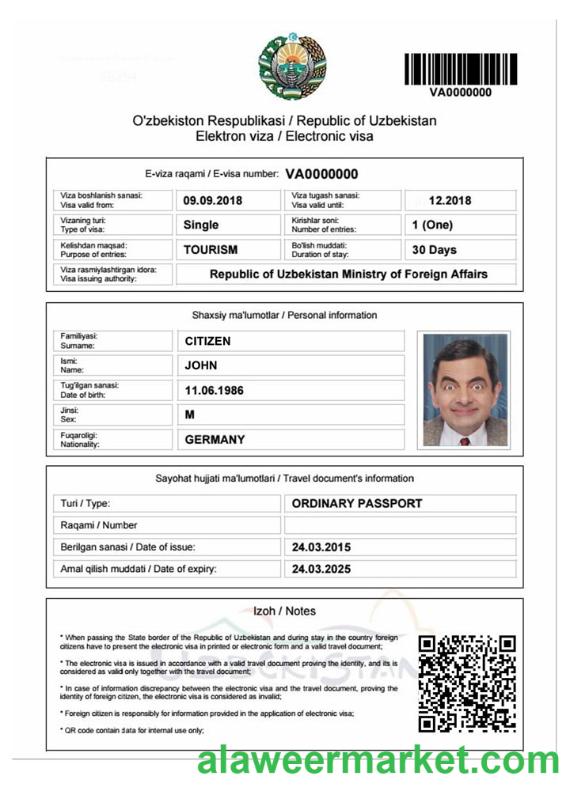 VA0000000
O'zbekiston Respublikasi / Republic of Uzbekistan
Elektron viza / Electronic visa
E-viza raqami / E-visa number: VA0000000
Viza boshlanish sanasi:
Visa valid from:
09.09.2018
Viza tugash sanasi:
Visa valid until:
12.2018
Vizaning turi:
Type of visa:
Single
Kirishlar soni:
Number of entries:
1 (One)
Kelishdan maqsad:
Purpose of entries:
TOURISM
Bo'lish muddati:
Duration of stay:
30 Days
Viza rasmiylashtirgan idora:
Visa issuing authority:
Republic of Uzbekistan Ministry of Foreign Affairs
Shaxsiy ma'lumotlar / Personal information
Familiyasi:
Surname:
CITIZEN
Ismi:
Name:
JOHN
Tug'ilgan sanasi:
Date of birth:
11.06.1986
Jinsi:
Sex:
M
Fuqaroligi:
Nationality:
GERMANY
Sayohat hujjati ma'lumotlari / Travel document's information
Turi / Type:
ORDINARY PASSPORT
Raqami / Number
Berilgan sanasi / Date of issue:
24.03.2015
Amal qilish muddati / Date of expiry:
24.03.2025
Izoh / Notes
* When passing the State border of the Republic of Uzbekistan and during stay in the country foreign
citizens have to present the electronic visa in printed or electronic form and a valid travel document;
* The electronic visa is issued in accordance with a valid travel document proving the identity, and its is
considered as valid only together with the travel document;
* In case of information discrepancy between the electronic visa and the travel document, proving the
identity of foreign citizen, the electronic visa is considered as invalid;
* Foreign citizen is responsibly for information provided in the application of electronic visa;
* QR code contain data for internal use only;
UZBEKISTAN
alaweermarket.com